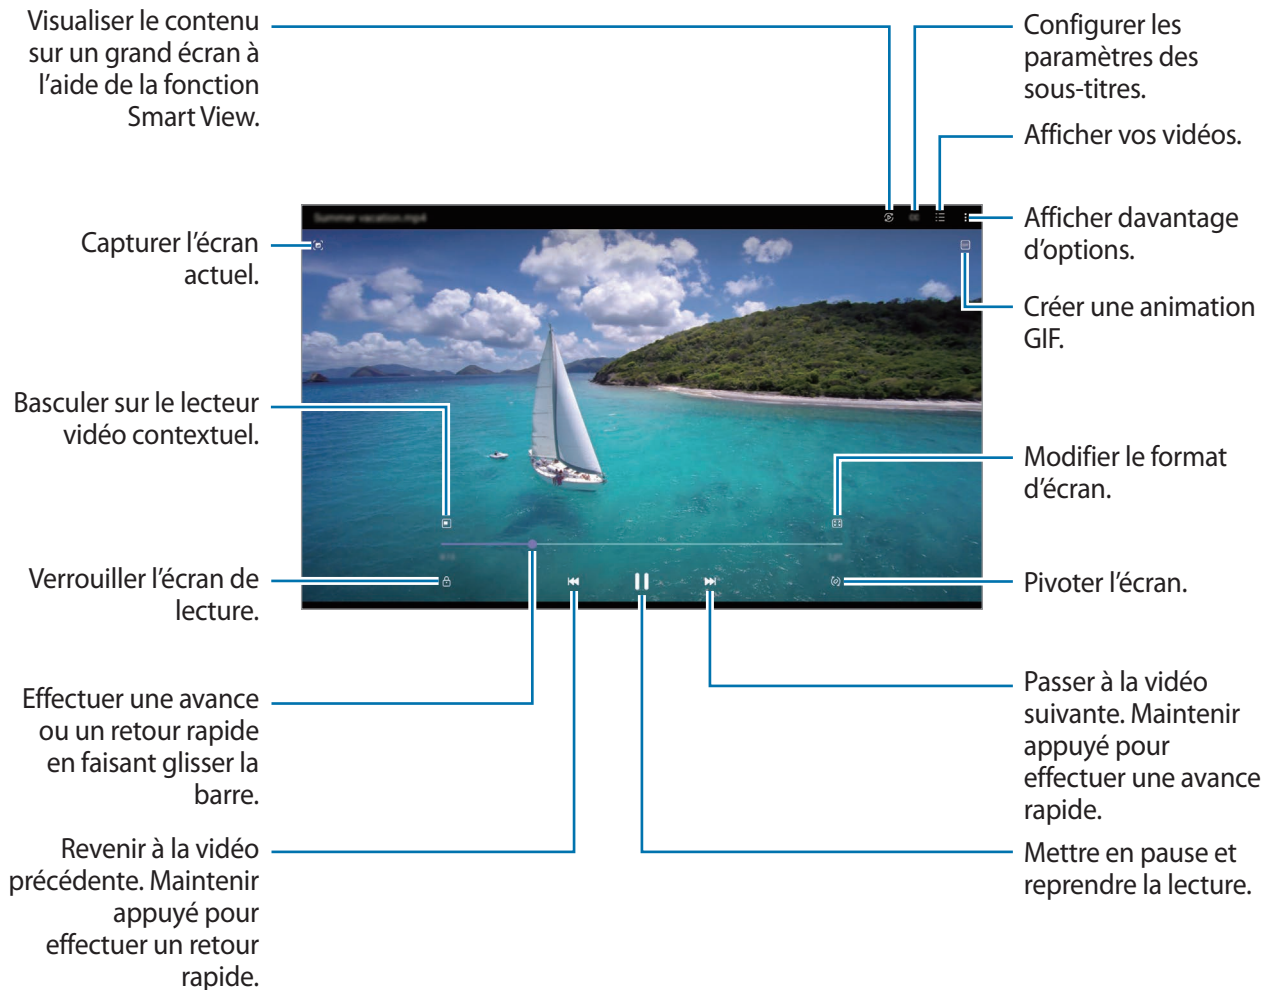 Visualiser le contenu
sur un grand écran à
l'aide de la fonction
Smart View.
Configurer les
paramètres des
sous-titres.
Afficher vos vidéos.
Summer vacation.mp4
Capturer l'écran
actuel.
Afficher davantage
d'options.
Créer une animation
GIF.
Basculer sur le lecteur
vidéo contextuel.
Modifier le format
d'écran.
Verrouiller l'écran de
lecture.
Pivoter l'écran.
Effectuer une avance
ou un retour rapide
en faisant glisser la
barre.
Passer à la vidéo
suivante. Maintenir
appuyé pour
effectuer une avance
rapide.
Revenir à la vidéo
précédente. Maintenir
appuyé pour
effectuer un retour
rapide.
Mettre en pause et
reprendre la lecture.